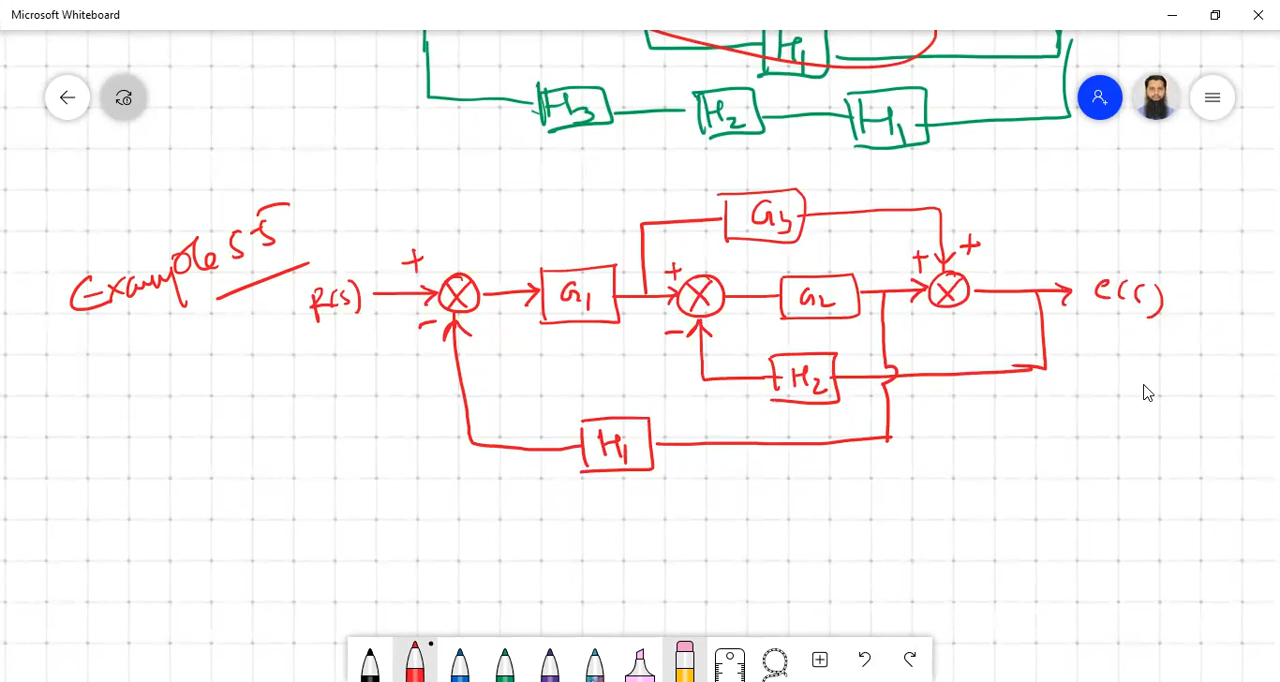 Microsoft Whiteboard
H1
H3 H2 H1
Example 5 5
G3
R(s) + - G1 + - G2 + + C(s)
H2
H1